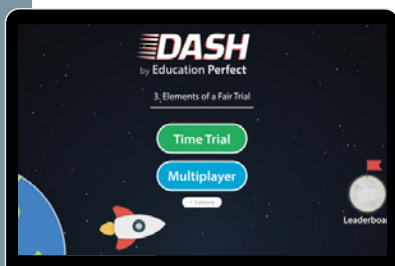 DASH
by Education Perfect
3. Elements of a Fair Trial
Time Trial
Multiplayer
Leaderboa